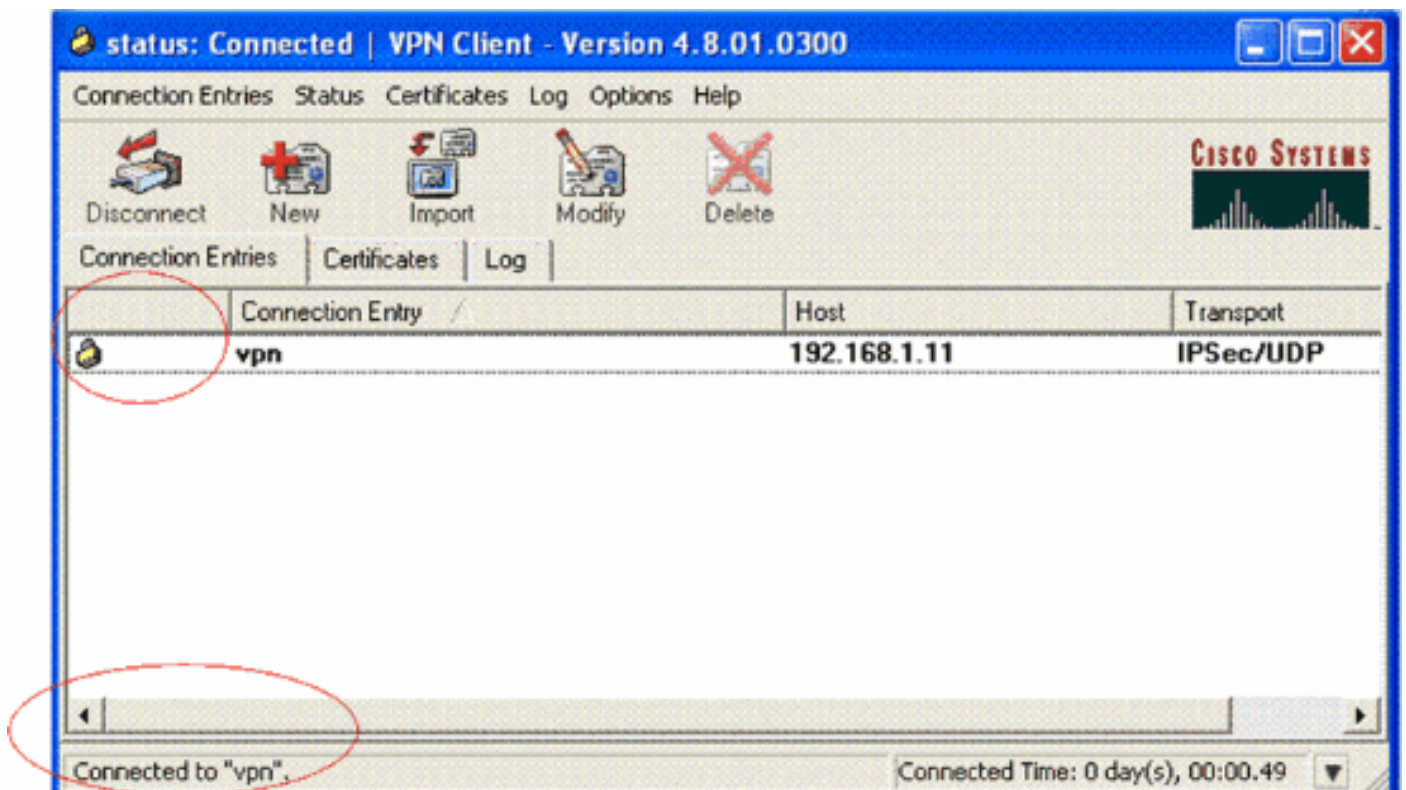 status: Connected | VPN Client - Version 4.8.01.0300
Connection Entries Status Certificates Log Options Help
Disconnect New Import Modify Delete
CISCO SYSTEMS
Connection Entries Certificates Log
Connection Entry Host Transport
vpn 192.168.1.11 IPSec/UDP
Connected to "vpn". Connected Time: 0 day(s), 00:00.49